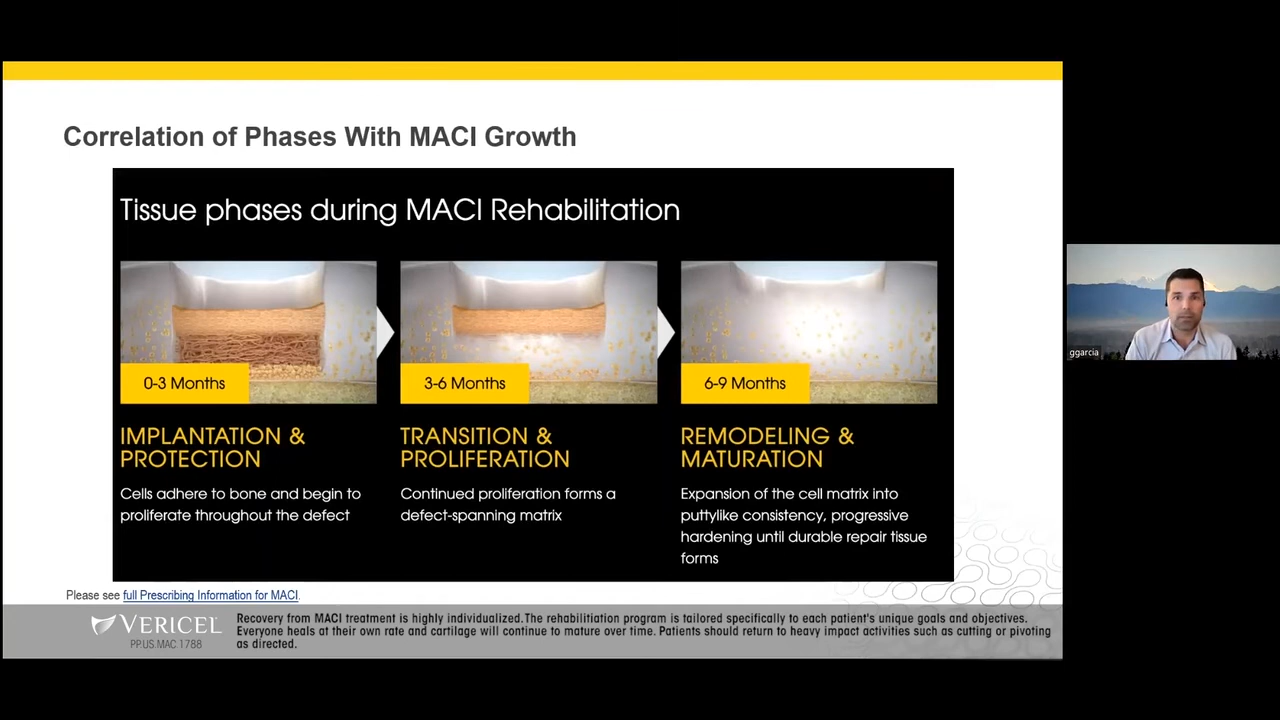 Correlation of Phases With MACI Growth
Tissue phases during MACI Rehabilitation
0-3 Months
3-6 Months
6-9 Months
IMPLANTATION &
PROTECTION
Cells adhere to bone and begin to
proliferate throughout the defect
TRANSITION &
PROLIFERATION
Continued proliferation forms a
defect-spanning matrix
REMODELING &
MATURATION
Expansion of the cell matrix into
puttylike consistency, progressive
hardening until durable repair tissue
forms
Please see full Prescribing Information for MACI.
VERICEL
PP.US.MAC 1788
Recovery from MACI treatment is highly individualized. The rehabilitiation program is tailored specifically to each patient's unique goals and objectives.
Everyone heals at their own rate and cartilage will continue to mature over time. Patients should return to heavy impact activities such as cutting or pivoting
as directed.
ggarcia